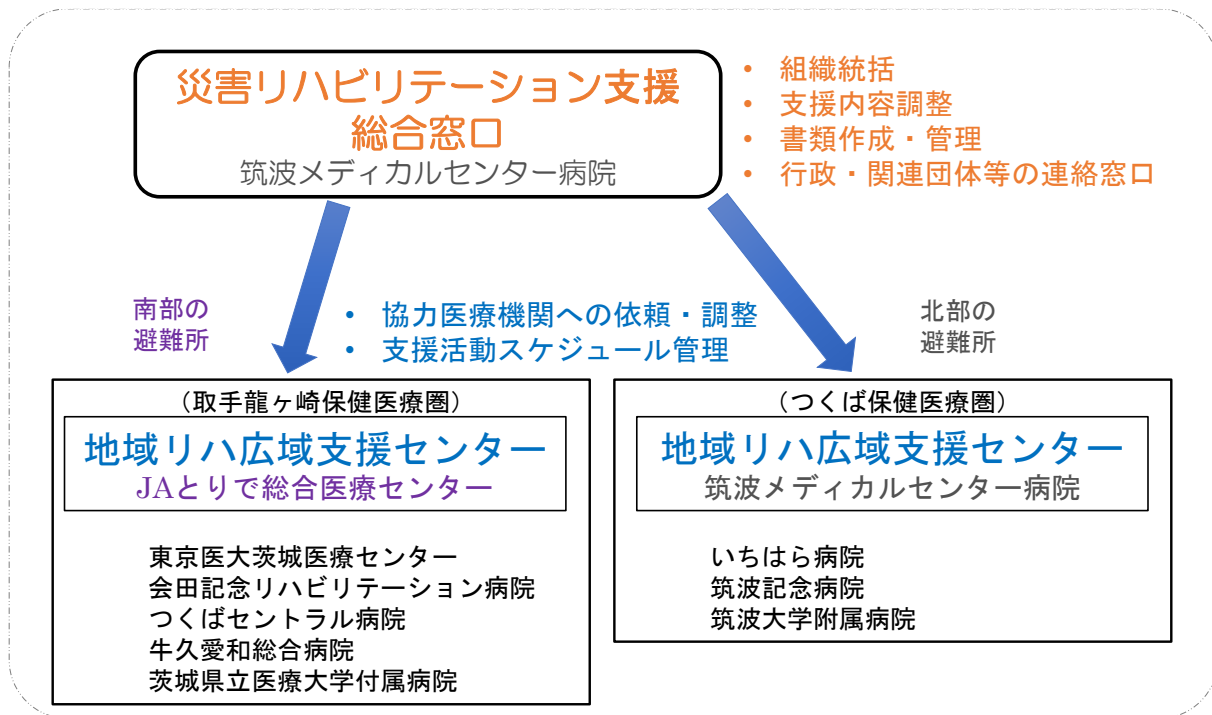 災害リハビリテーション支援
総合窓口
筑波メディカルセンター病院
• 組織統括
• 支援内容調整
• 書類作成・管理
• 行政・関連団体等の連絡窓口
南部の
避難所
• 協力医療機関への依頼・調整
• 支援活動スケジュール管理
北部の
避難所
（取手龍ヶ崎保健医療圏）
地域リハ広域支援センター
JAとりで総合医療センター
東京医大茨城医療センター
会田記念リハビリテーション病院
つくばセントラル病院
牛久愛和総合病院
茨城県立医療大学付属病院
（つくば保健医療圏）
地域リハ広域支援センター
筑波メディカルセンター病院
いちはら病院
筑波記念病院
筑波大学附属病院